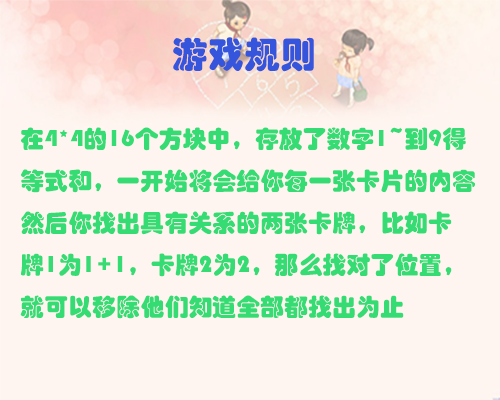 游戏规则
在4*4的16个方块中，存放了数字1~到9得
等式和，一开始将会给你每一张卡片的内容
然后你找出具有关系的两张卡牌，比如卡
牌1为1+1，卡牌2为2，那么找对了位置，
就可以移除他们知道全部都找出为止